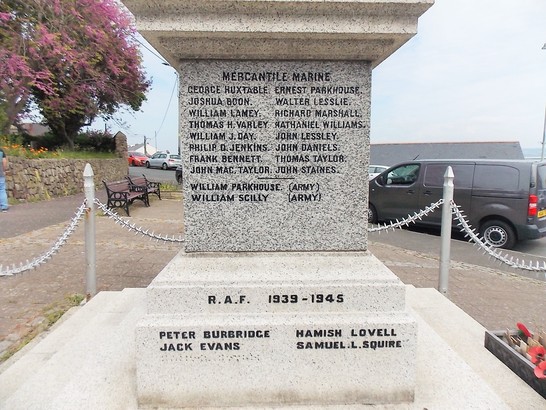 MERCANTILE MARINE
GEORGE HUXTABLE. ERNEST PARKHOUSE.
JOSHUA BOON. WALTER LESSLIE.
WILLIAM LAMEY. RICHARD MARSHALL.
THOMAS H. VARLEY. NATHANIEL WILLIAMS.
WILLIAM J. DAY. JOHN LESSLEY.
PHILIP D. JENKINS. JOHN DANIELS.
FRANK BENNETT. THOMAS TAYLOR.
JOHN MAC. TAYLOR. JOHN STAINES.
WILLIAM PARKHOUSE. (ARMY)
WILLIAM SCILLY (ARMY)
R.A.F. 1939-1945
PETER BURBRIDGE HAMISH LOVELL
JACK EVANS SAMUEL.L.SQUIRE